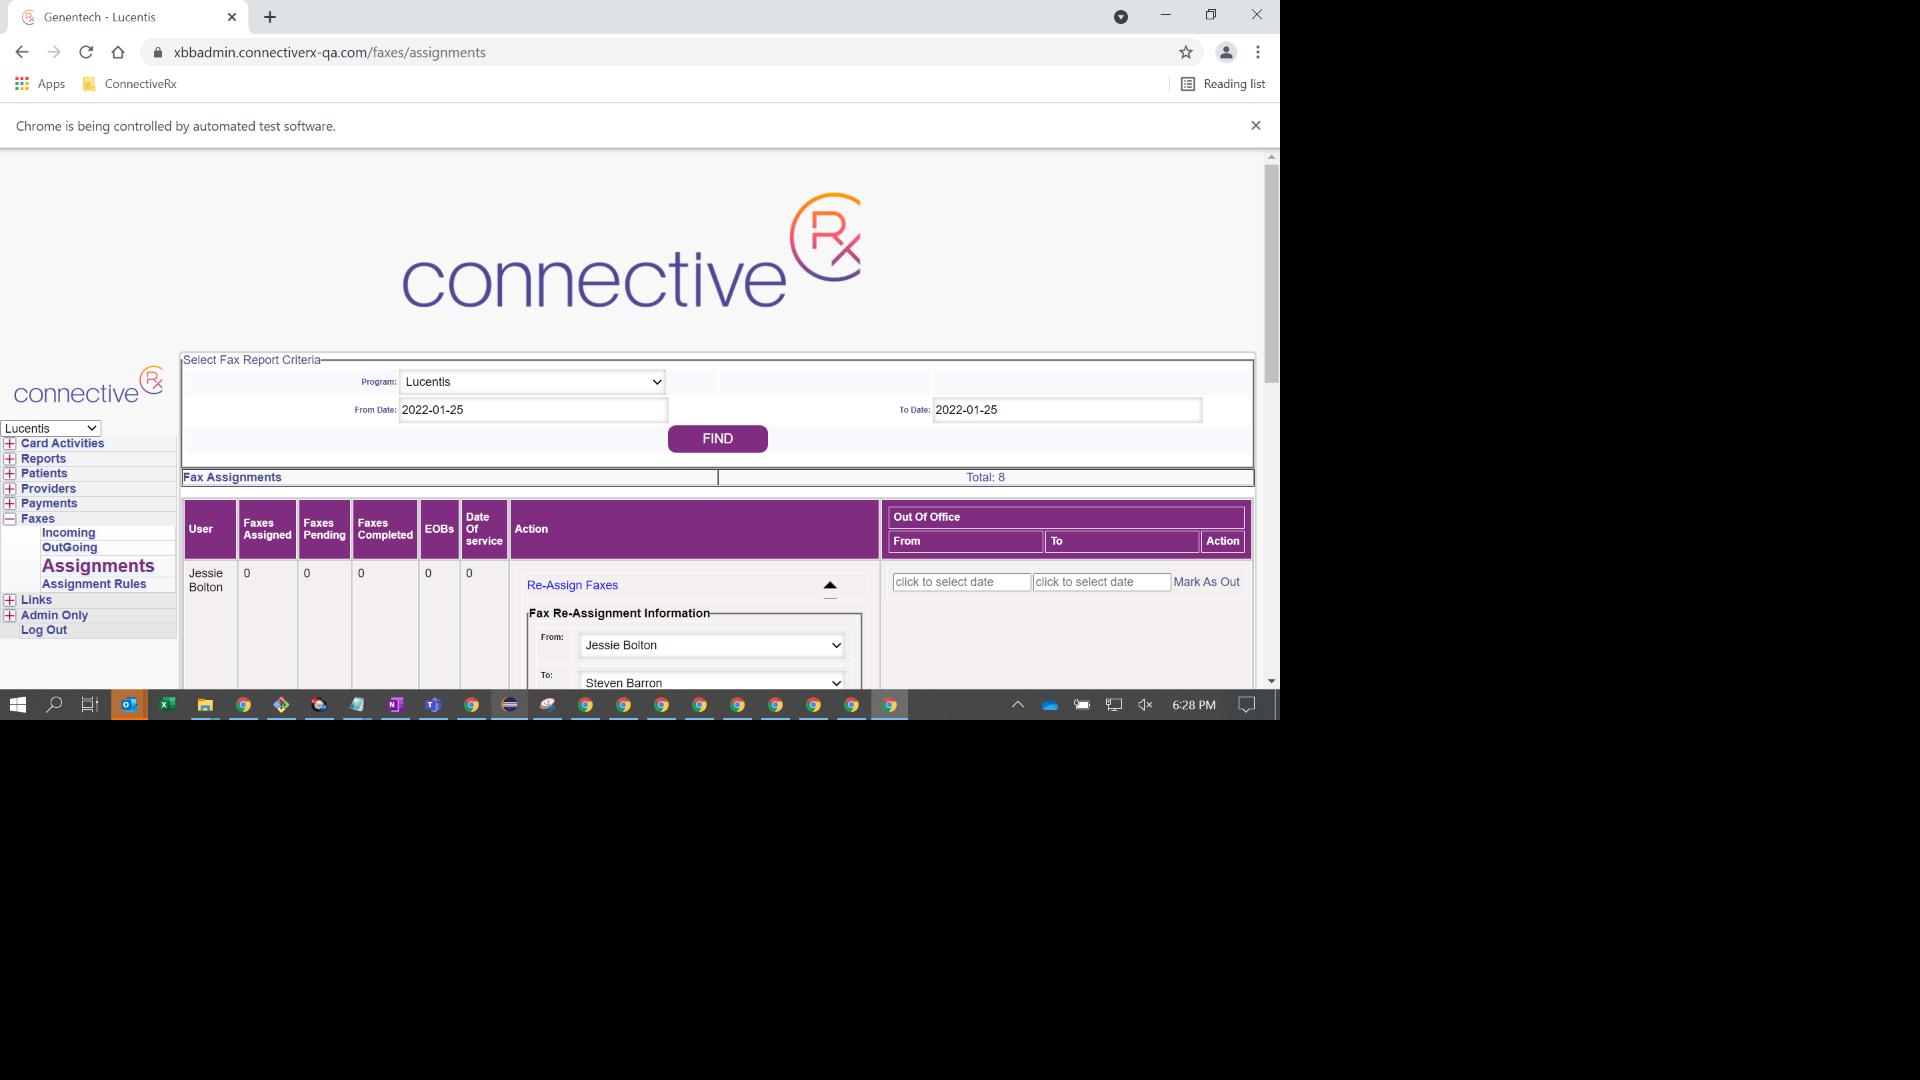 Genentech - Lucentis
xbbadmin.connectiverx-qa.com/faxes/assignments
Apps ConnectiveRx Reading list
Chrome is being controlled by automated test software.
connective Rx
connective Rx
Lucentis
Card Activities
Reports
Patients
Providers
Payments
Faxes
Incoming
OutGoing
Assignments
Assignment Rules
Links
Admin Only
Log Out
Select Fax Report Criteria
Program: Lucentis
From Date: 2022-01-25 To Date: 2022-01-25
FIND
Fax Assignments Total: 8
User Faxes Assigned Faxes Pending Faxes Completed EOBs Date Of service Action Out Of Office
From To Action
Jessie Bolton 0 0 0 0 0 Re-Assign Faxes click to select date click to select date Mark As Out
Fax Re-Assignment Information
From: Jessie Bolton
To: Steven Barron
6:28 PM